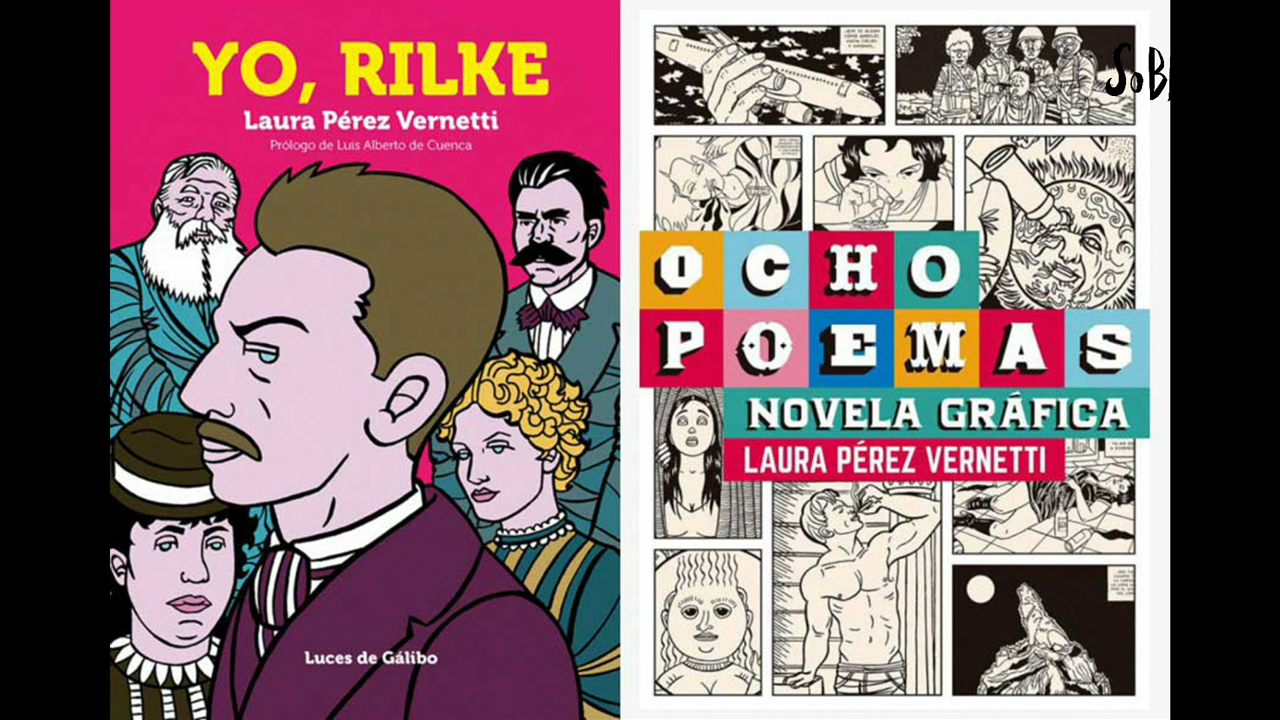 YO, RILKE
Laura Pérez Vernetti
Prólogo de Luis Alberto de Cuenca
Luces de Gálibo
SOB
OCHO
POEMAS
NOVELA GRÁFICA
LAURA PÉREZ VERNETTI